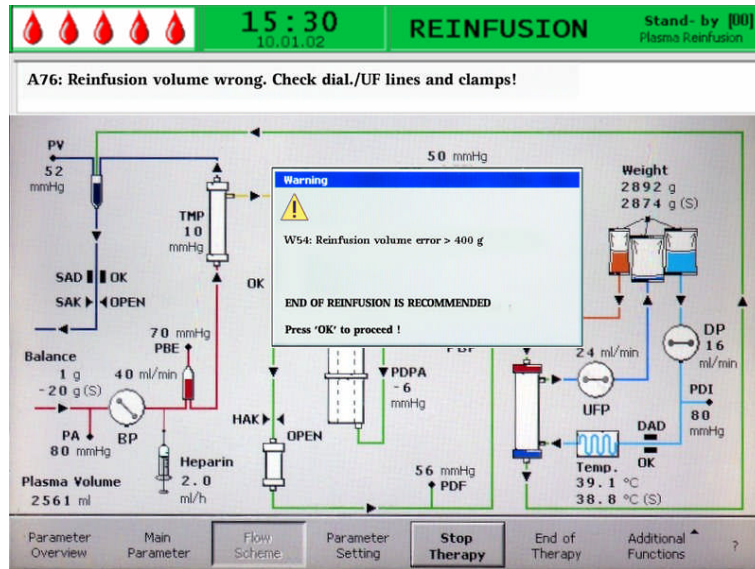 15:30
10.01.02
REINFUSION
Stand- by [00]
Plasma Reinfusion
A76: Reinfusion volume wrong. Check dial./UF lines and clamps!
PV
52
mmHg
50 mmHg
Warning
W54: Reinfusion volume error > 400 g
END OF REINFUSION IS RECOMMENDED
Press 'OK' to proceed !
Weight
2892 g
2874 g (S)
TMP
10
mmHg
OK
SAD OK
SAK OPEN
70 mmHg
PBE
Balance
1 g
-20 g (S)
40 ml/min
PA
80 mmHg
BP
Heparin
2.0
ml/h
Plasma Volume
2561 ml
HAK
OPEN
PDPA
-6
mmHg
56 mmHg
PDF
24 ml/min
UFP
DP
16
ml/min
PDI
80
mmHg
DAD
OK
Temp.
39.1 °C
38.8 °C (S)
Parameter
Overview
Main
Parameter
Flow
Scheme
Parameter
Setting
Stop
Therapy
End of
Therapy
Additional
Functions
?